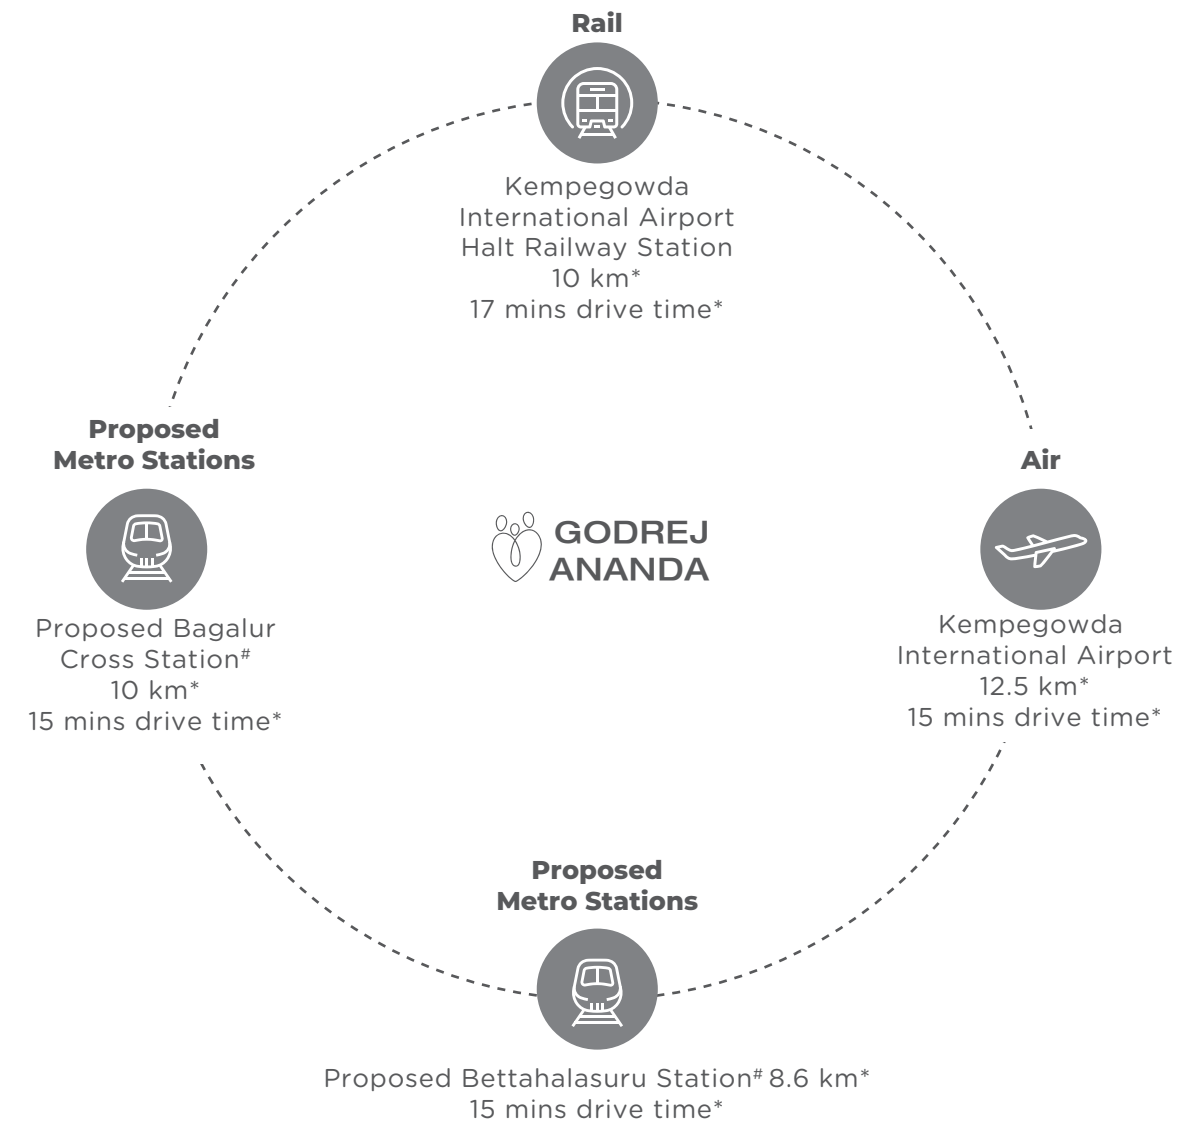 Rail
Kempegowda
International Airport
Halt Railway Station
10 km*
17 mins drive time*
Proposed
Metro Stations
Proposed Bagalur
Cross Station#
10 km*
15 mins drive time*
GODREJ
ANANDA
Air
Kempegowda
International Airport
12.5 km*
15 mins drive time*
Proposed
Metro Stations
Proposed Bettahalasuru Station# 8.6 km*
15 mins drive time*